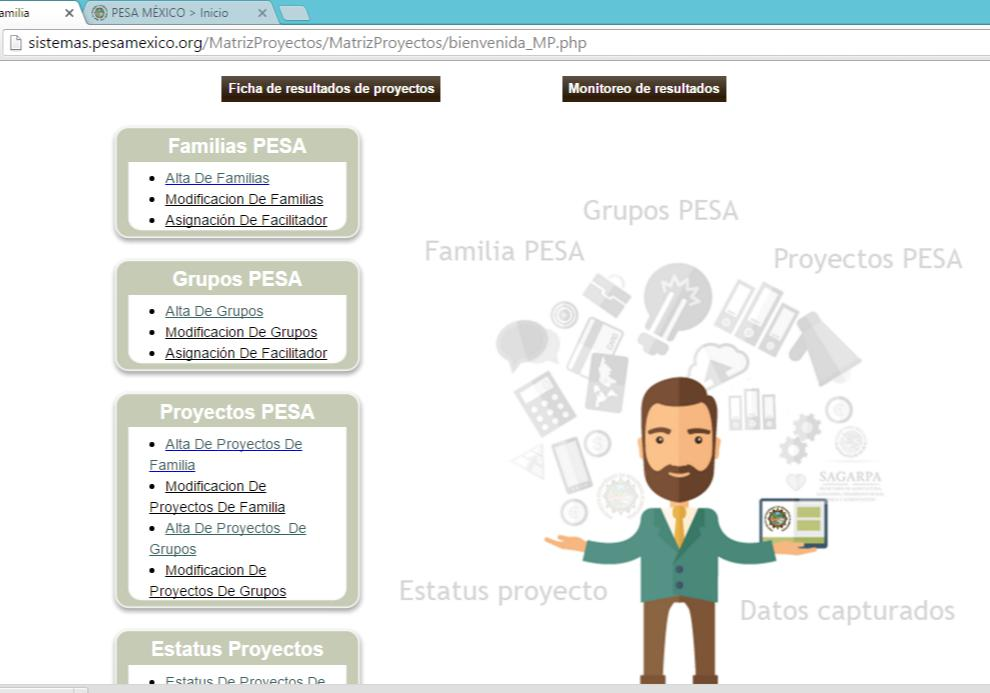 amilia
PESA MÉXICO > Inicio
sistemas.pesamexico.org/MatrizProyectos/MatrizProyectos/bienvenida_MP.php
Ficha de resultados de proyectos
Monitoreo de resultados
Familias PESA
Alta De Familias
Modificacion De Familias
Asignación De Facilitador
Grupos PESA
Alta De Grupos
Modificacion De Grupos
Asignación De Facilitador
Proyectos PESA
Alta De Proyectos De
Familia
Modificacion De
Proyectos De Familia
Alta De Proyectos De
Grupos
Modificacion De
Proyectos De Grupos
Estatus Proyectos
Estatus De Proyectos De
Grupos PESA
Familia PESA
Proyectos PESA
SAGARPA
Estatus proyecto
Datos capturados